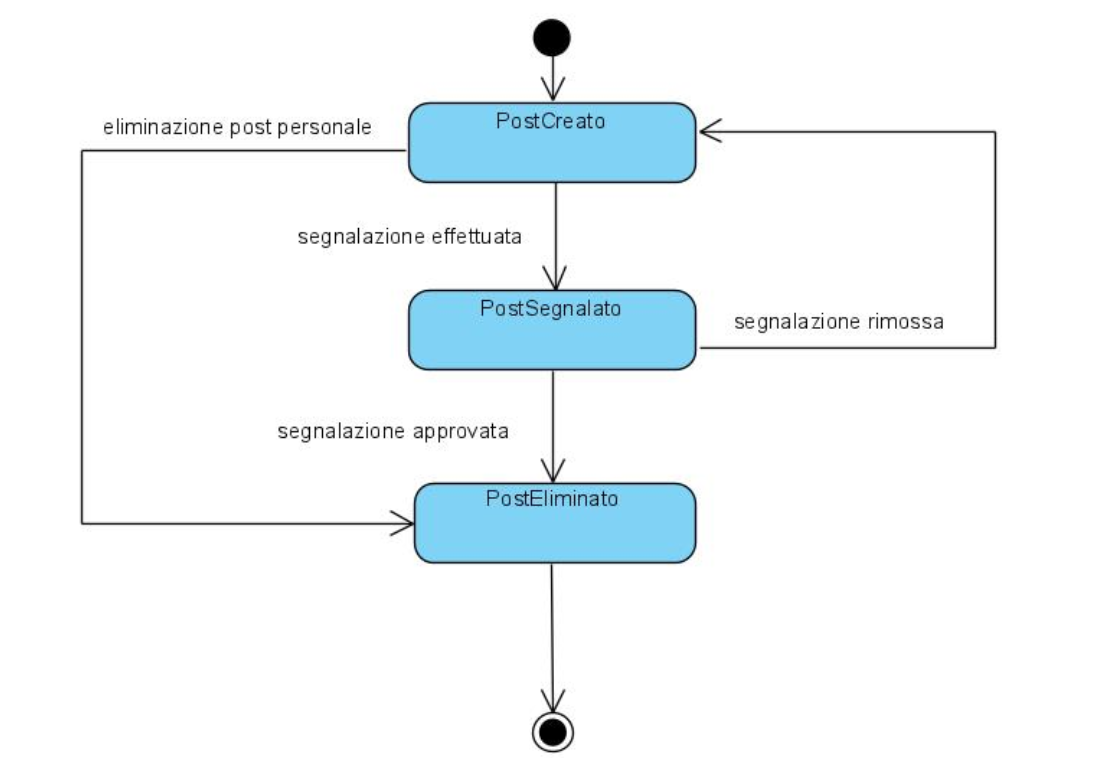 PostCreato
eliminazione post personale
segnalazione effettuata
PostSegnalato
segnalazione rimossa
segnalazione approvata
PostEliminato